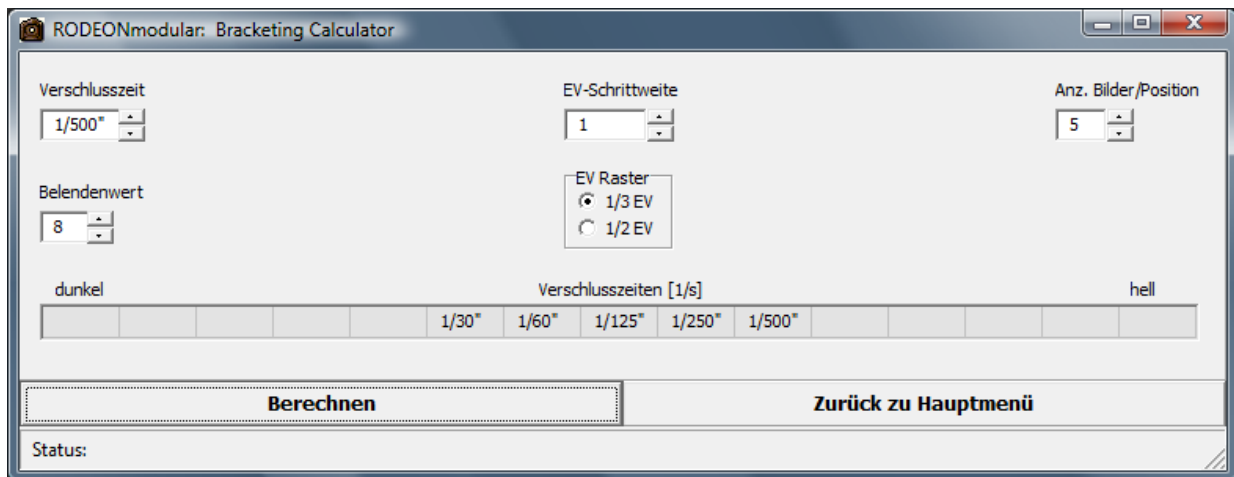 RODEONmodular: Bracketing Calculator
Verschlusszeit EV-Schrittweite Anz. Bilder/Position
1/500" 1 5
Belendenwert EV Raster
8 1/3 EV
1/2 EV
dunkel Verschlusszeiten [1/s] hell
1/30" 1/60" 1/125" 1/250" 1/500"
Berechnen Zurück zu Hauptmenü
Status: